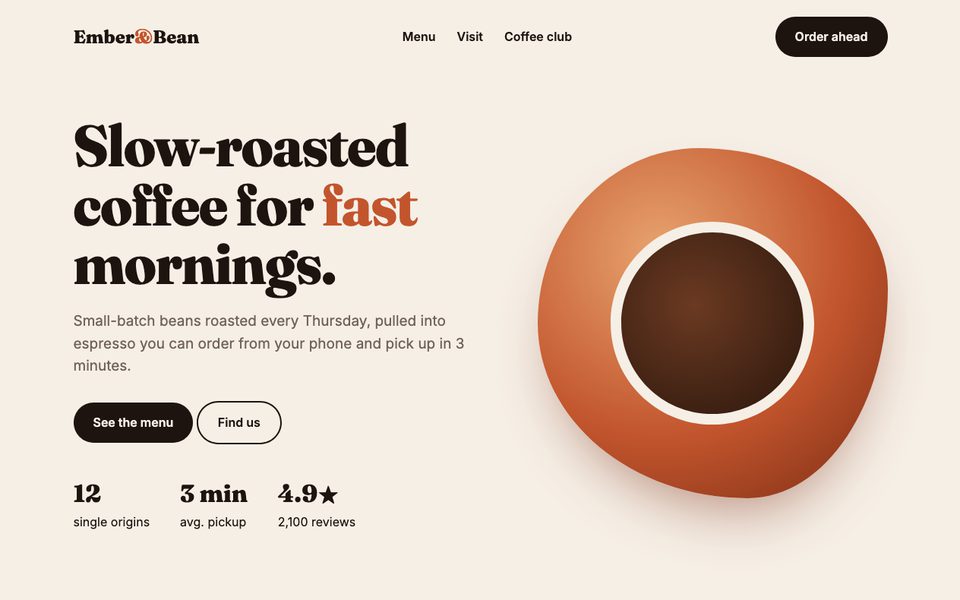 Ember&Bean
Menu
Visit
Coffee club
Order ahead
Slow-roasted
coffee for fast
mornings.
Small-batch beans roasted every Thursday, pulled into
espresso you can order from your phone and pick up in 3
minutes.
See the menu
Find us
12
single origins
3 min
avg. pickup
4.9★
2,100 reviews